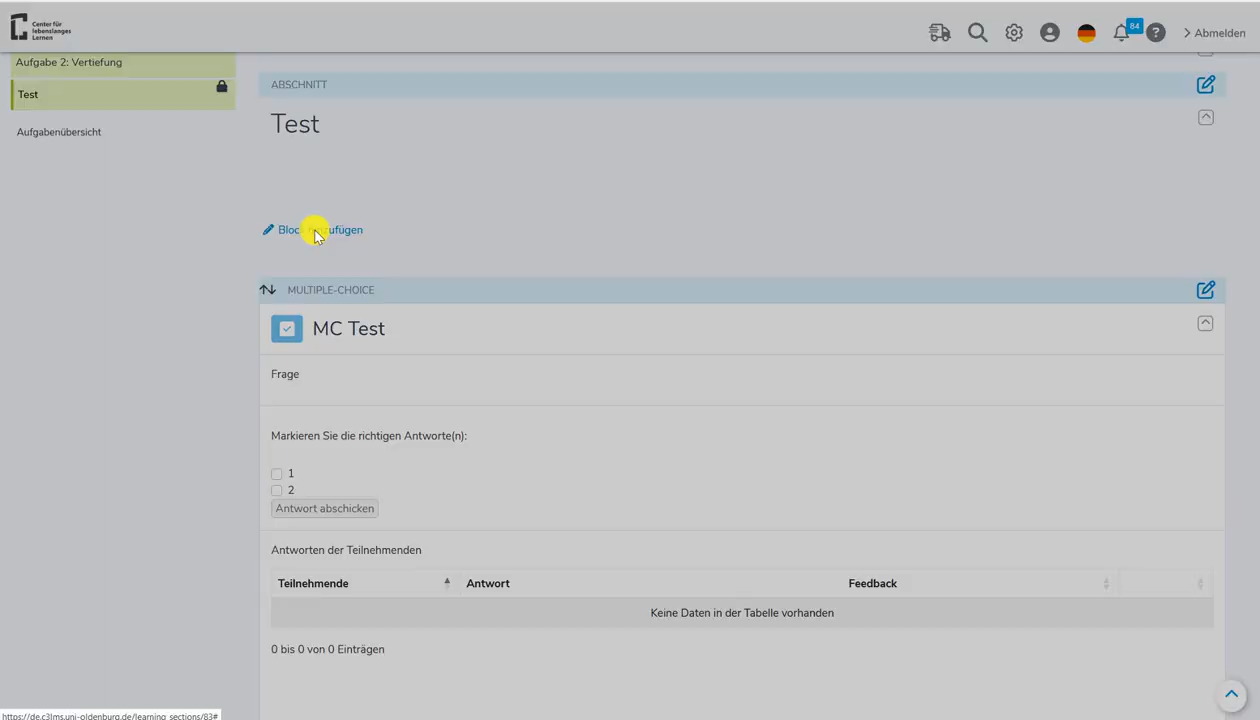 Center für
lebenslanges
Lernen
84
Abmelden
Aufgabe 2: Vertiefung
Test
Aufgabenübersicht
ABSCHNITT
Test
Block hinzufügen
MULTIPLE-CHOICE
MC Test
Frage
Markieren Sie die richtigen Antworte(n):
1
2
Antwort abschicken
Antworten der Teilnehmenden
Teilnehmende Antwort Feedback
Keine Daten in der Tabelle vorhanden
0 bis 0 von 0 Einträgen
https://de.c3lms.uni-oldenburg.de/learning_sections/83#